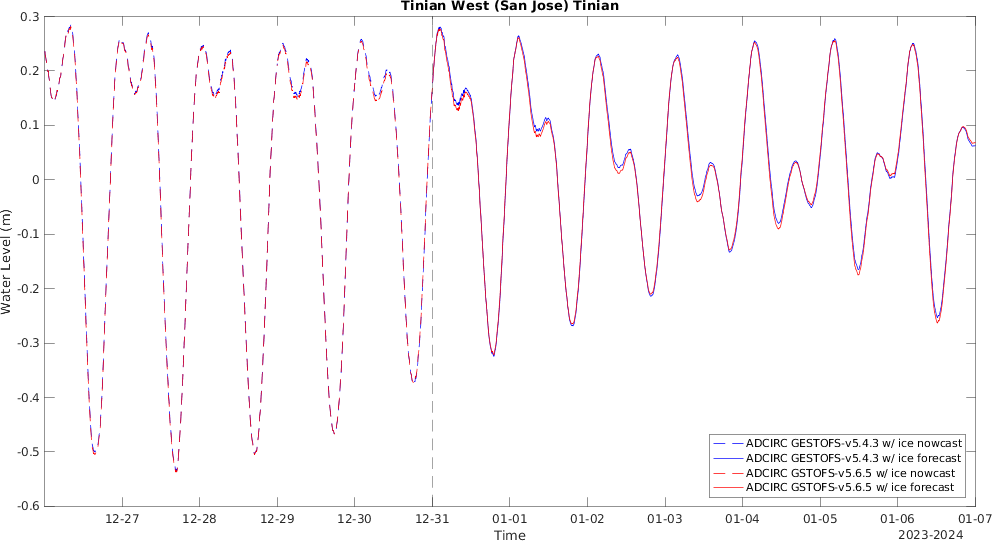 Tinian West (San Jose) Tinian
0.3
0.2
0.1
0
-0.1
-0.2
-0.3
-0.4
-0.5
-0.6
Water Level (m)
ADCIRC GESTOFS-v5.4.3 w/ ice nowcast
ADCIRC GESTOFS-v5.4.3 w/ ice forecast
ADCIRC GSTOFS-v5.6.5 w/ ice nowcast
ADCIRC GSTOFS-v5.6.5 w/ ice forecast
12-27 12-28 12-29 12-30 12-31 01-01 01-02 01-03 01-04 01-05 01-06 01-07
Time
2023-2024